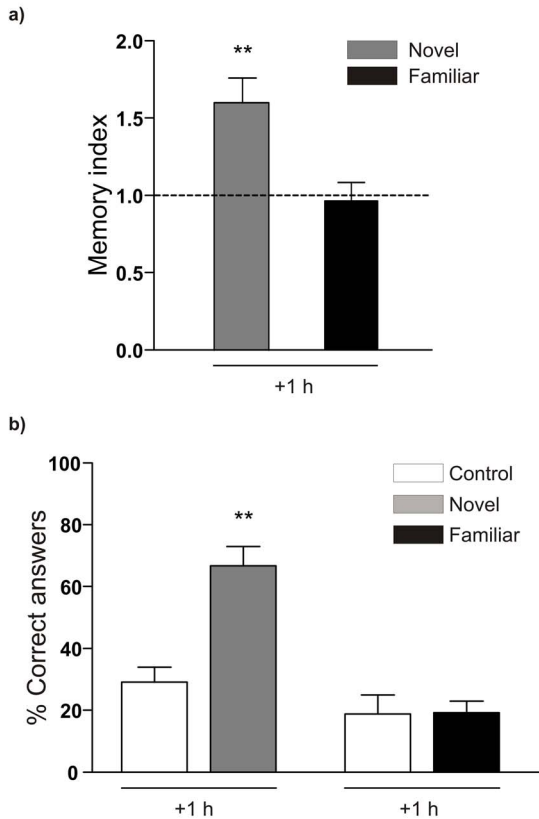 a)
2.0
**
Novel
Familiar
1.5
Memory index
1.0
0.5
0.0
+1 h
b)
100
Control
Novel
Familiar
80
**
% Correct answers
60
40
20
0
+1 h
+1 h